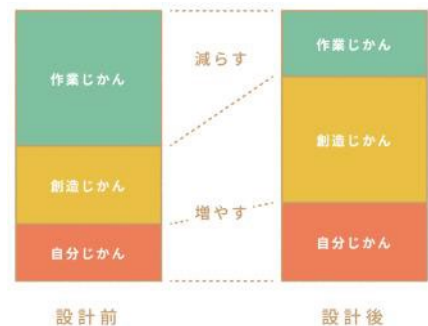 作業じかん
創造じかん
自分じかん
設計前
減らす
増やす
作業じかん
創造じかん
自分じかん
設計後